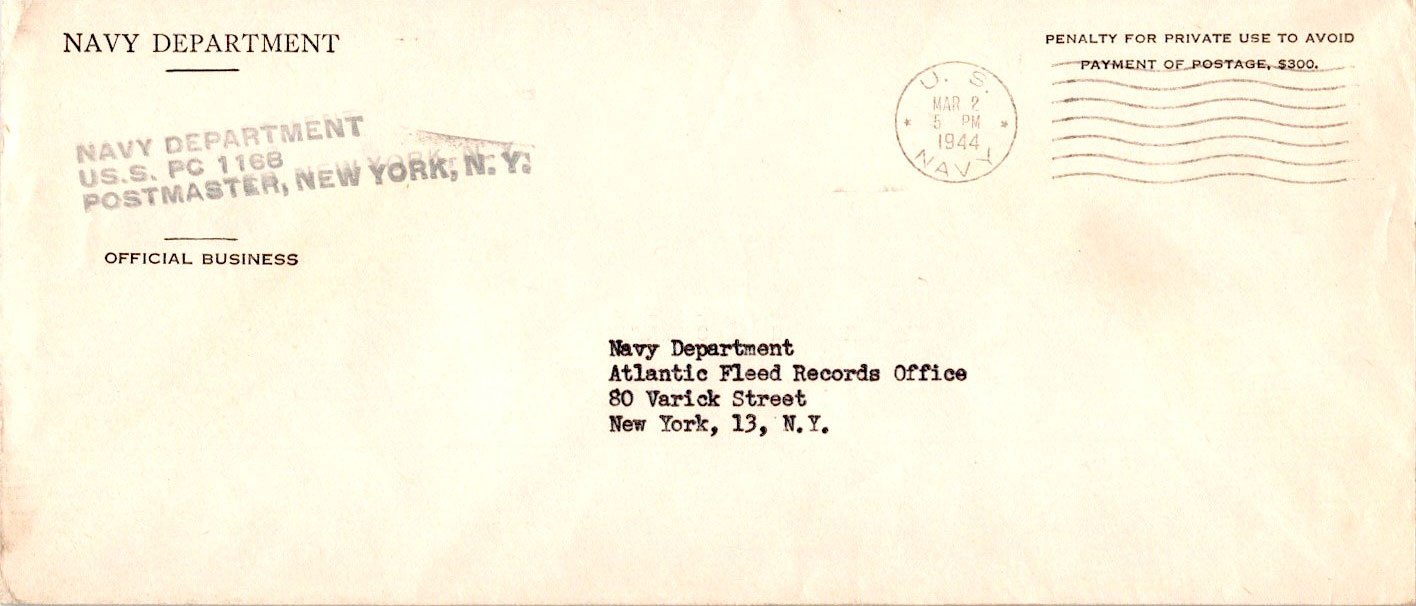 NAVY DEPARTMENT
PENALTY FOR PRIVATE USE TO AVOID
PAYMENT OF POSTAGE, $300.
U. S.
MAR 2
5 PM
1944
NAVY
NAVY DEPARTMENT
U.S.S. PC 1168
POSTMASTER, NEW YORK, N. Y.
OFFICIAL BUSINESS
Navy Department
Atlantic Fleed Records Office
80 Varick Street
New York, 13, N.Y.